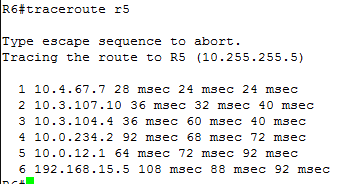 R6#traceroute r5
Type escape sequence to abort.
Tracing the route to R5 (10.255.255.5)
1 10.4.67.7 28 msec 24 msec 24 msec
2 10.3.107.10 36 msec 32 msec 40 msec
3 10.3.104.4 36 msec 60 msec 40 msec
4 10.0.234.2 92 msec 68 msec 72 msec
5 10.0.12.1 64 msec 72 msec 92 msec
6 192.168.15.5 108 msec 88 msec 92 msec
R6#